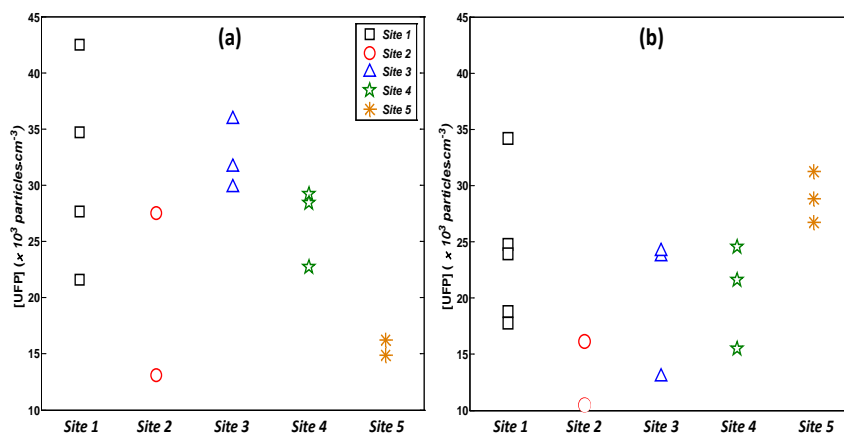 (a)
[UFP] (× 10³ particles·cm⁻³)
45
40
35
30
25
20
15
10
Site 1
Site 2
Site 3
Site 4
Site 5
Site 1 Site 2 Site 3 Site 4 Site 5
(b)
[UFP] ( × 10³ particles·cm⁻³)
45
40
35
30
25
20
15
10
Site 1 Site 2 Site 3 Site 4 Site 5